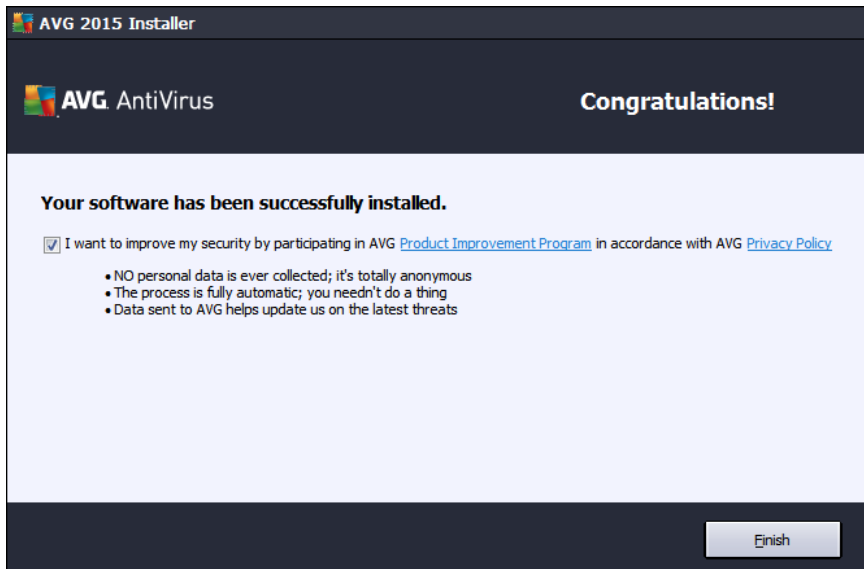 AVG 2015 Installer
AVG. AntiVirus
Congratulations!
Your software has been successfully installed.
I want to improve my security by participating in AVG Product Improvement Program in accordance with AVG Privacy Policy
• NO personal data is ever collected; it's totally anonymous
• The process is fully automatic; you needn't do a thing
• Data sent to AVG helps update us on the latest threats
Finish